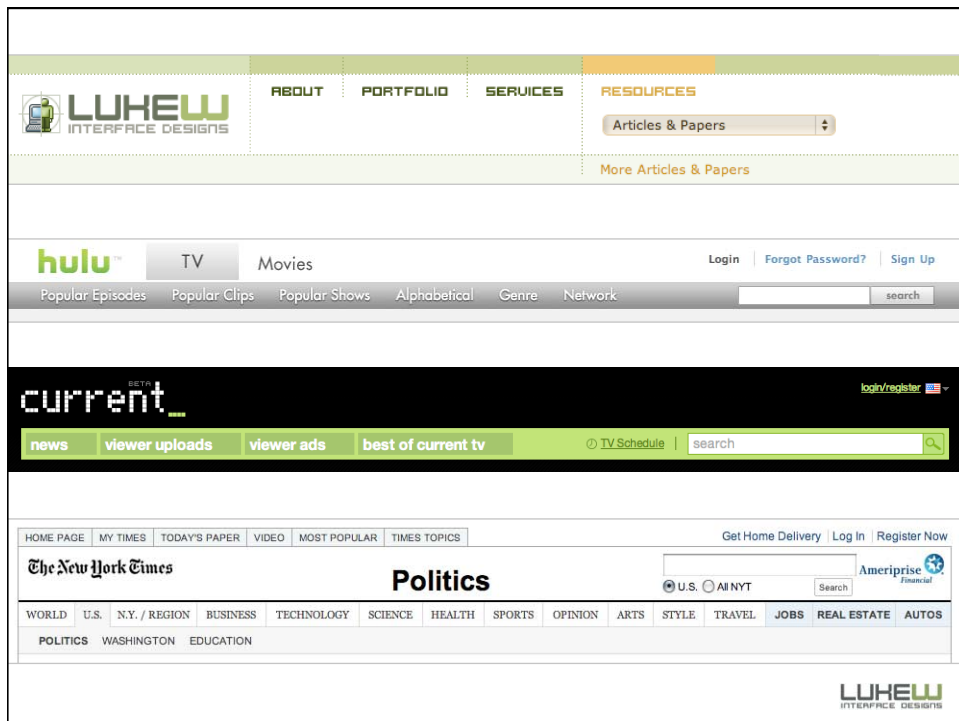 ABOUT PORTFOLIO SERVICES RESOURCES
LUKEW
INTERFACE DESIGNS
Articles & Papers
More Articles & Papers
hulu™ TV Movies Login Forgot Password? Sign Up
Popular Episodes Popular Clips Popular Shows Alphabetical Genre Network search
BETA
current_ login/register
news viewer uploads viewer ads best of current tv TV Schedule search
HOME PAGE MY TIMES TODAY'S PAPER VIDEO MOST POPULAR TIMES TOPICS Get Home Delivery Log In Register Now
The New York Times Politics Ameriprise
Financial
U.S. All NYT Search
WORLD U.S. N.Y. / REGION BUSINESS TECHNOLOGY SCIENCE HEALTH SPORTS OPINION ARTS STYLE TRAVEL JOBS REAL ESTATE AUTOS
POLITICS WASHINGTON EDUCATION
LUKEW
INTERFACE DESIGNS